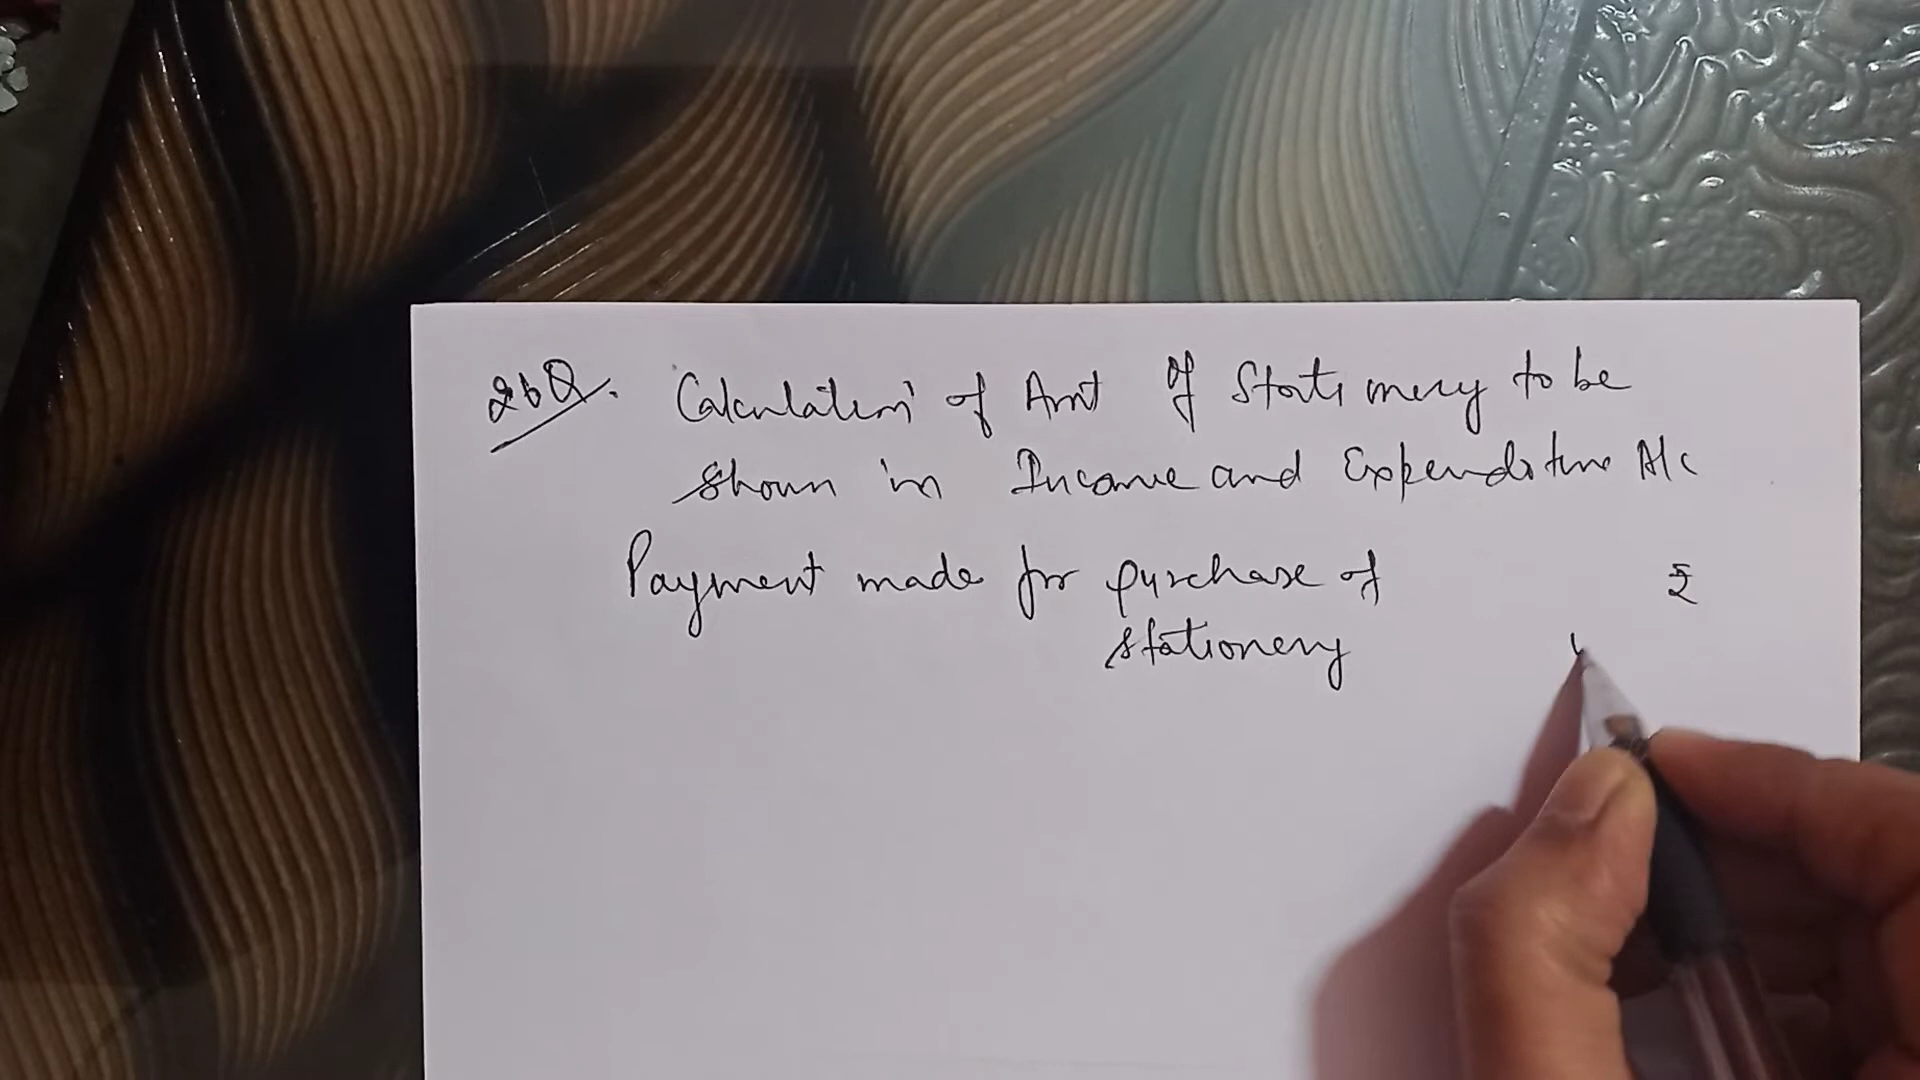 26Q. Calculation of Amt of Stationery to be
shown in Income and Expenditure A/c
Payment made for purchase of ₹
stationery